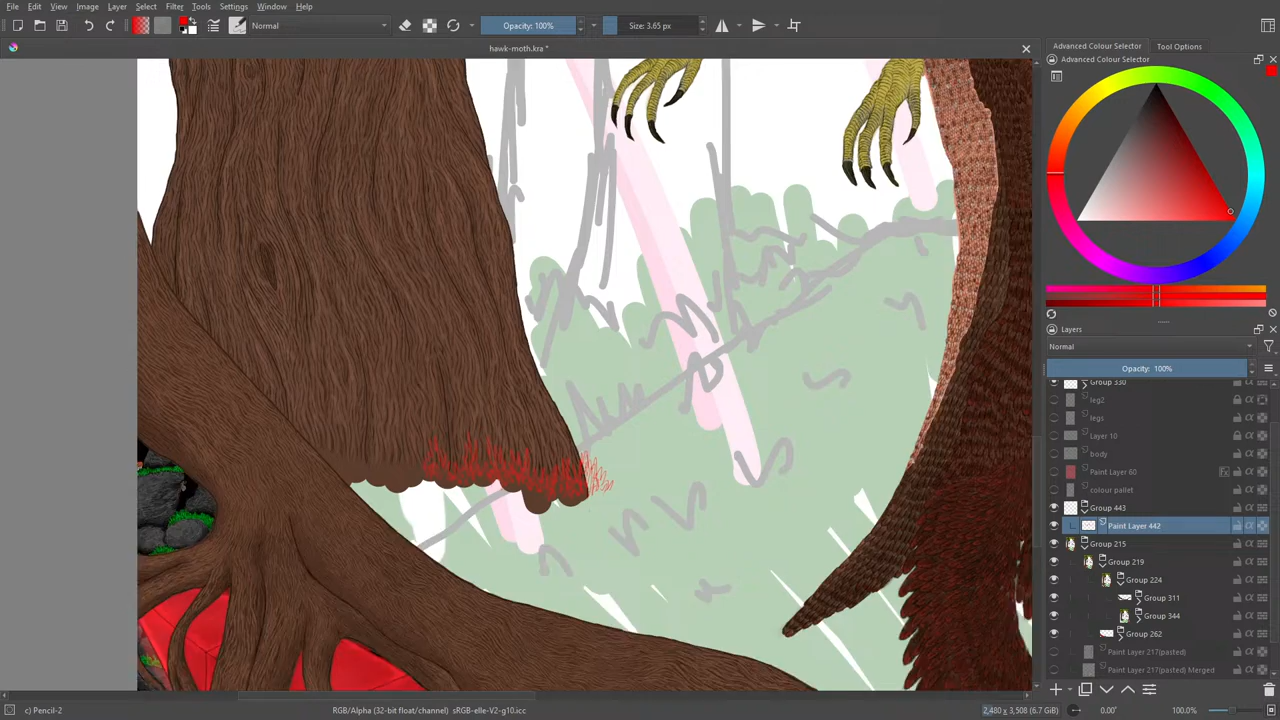 File Edit View Image Layer Select Filter Tools Settings Window Help
Normal Opacity: 100% Size: 3.65 px
hawk-moth.kra *
Advanced Colour Selector Tool Options
Advanced Colour Selector
Layers
Normal
Opacity: 100%
Group 330
leg2
legs
Layer 10
body
Paint Layer 60
colour pallet
Group 443
Paint Layer 442
Group 215
Group 219
Group 224
Group 311
Group 344
Group 262
Paint Layer 217(pasted)
Paint Layer 217(pasted) Merged
c) Pencil-2 RGB/Alpha (32-bit float/channel) sRGB-elle-V2-g10.icc 2,480 x 3,508 (6.7 GiB) 0.00° 100.0%